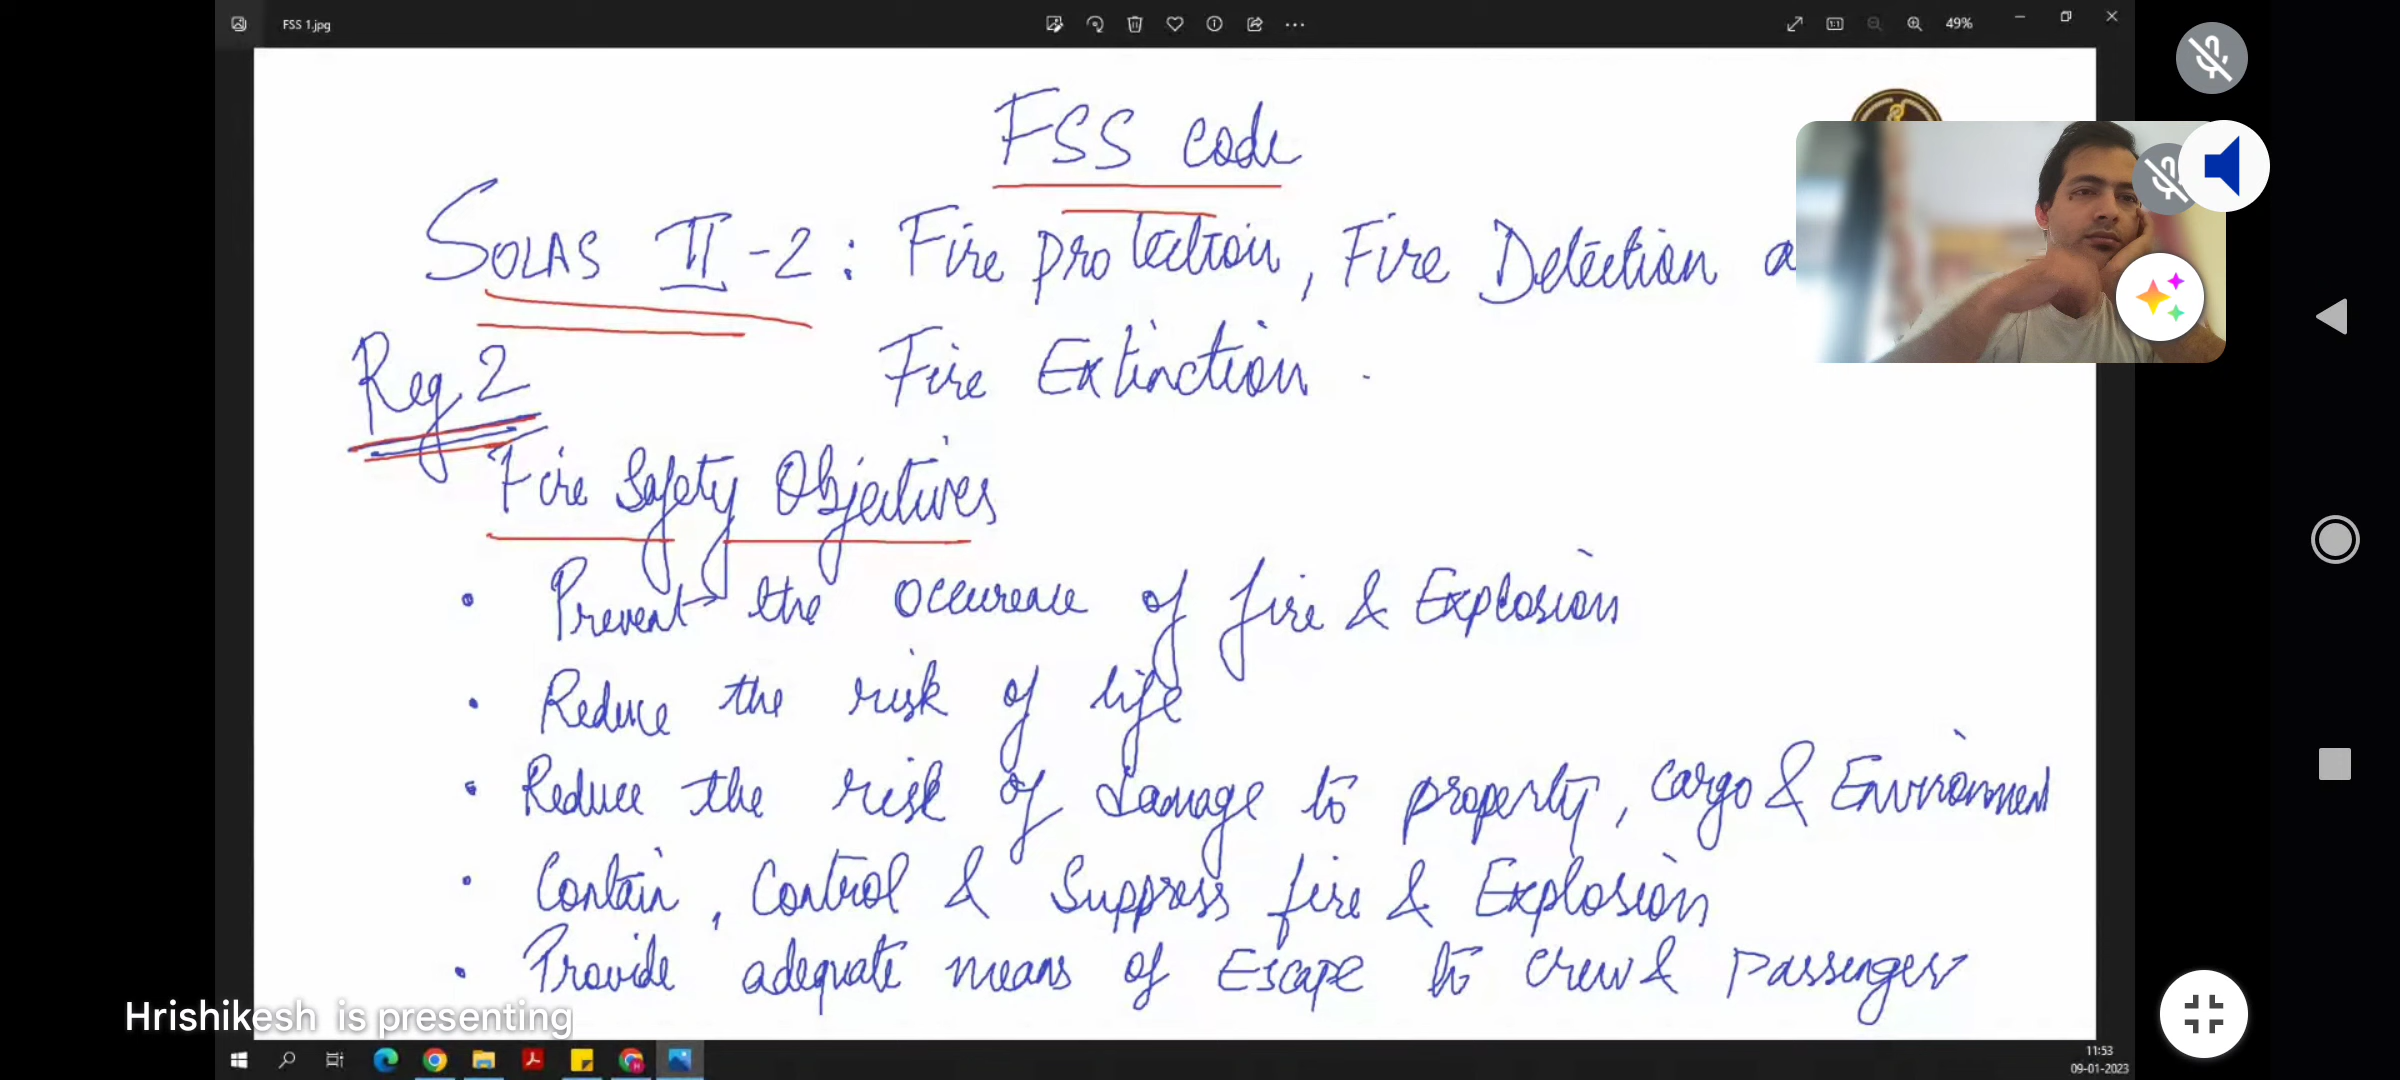 FSS 1.jpg
49%
FSS Code
SOLAS II-2 : Fire Protection, Fire Detection a
Fire Extinction.
Reg. 2
Fire Safety Objectives
• Prevent the Occurence of fire & Explosion
• Reduce the risk of life
• Reduce the risk of damage to property, cargo & Environment
• Contain, Control & Suppress fire & Explosion
• Provide adequate means of Escape to crew & Passenger
Hrishikesh is presenting
11:53
09-01-2023